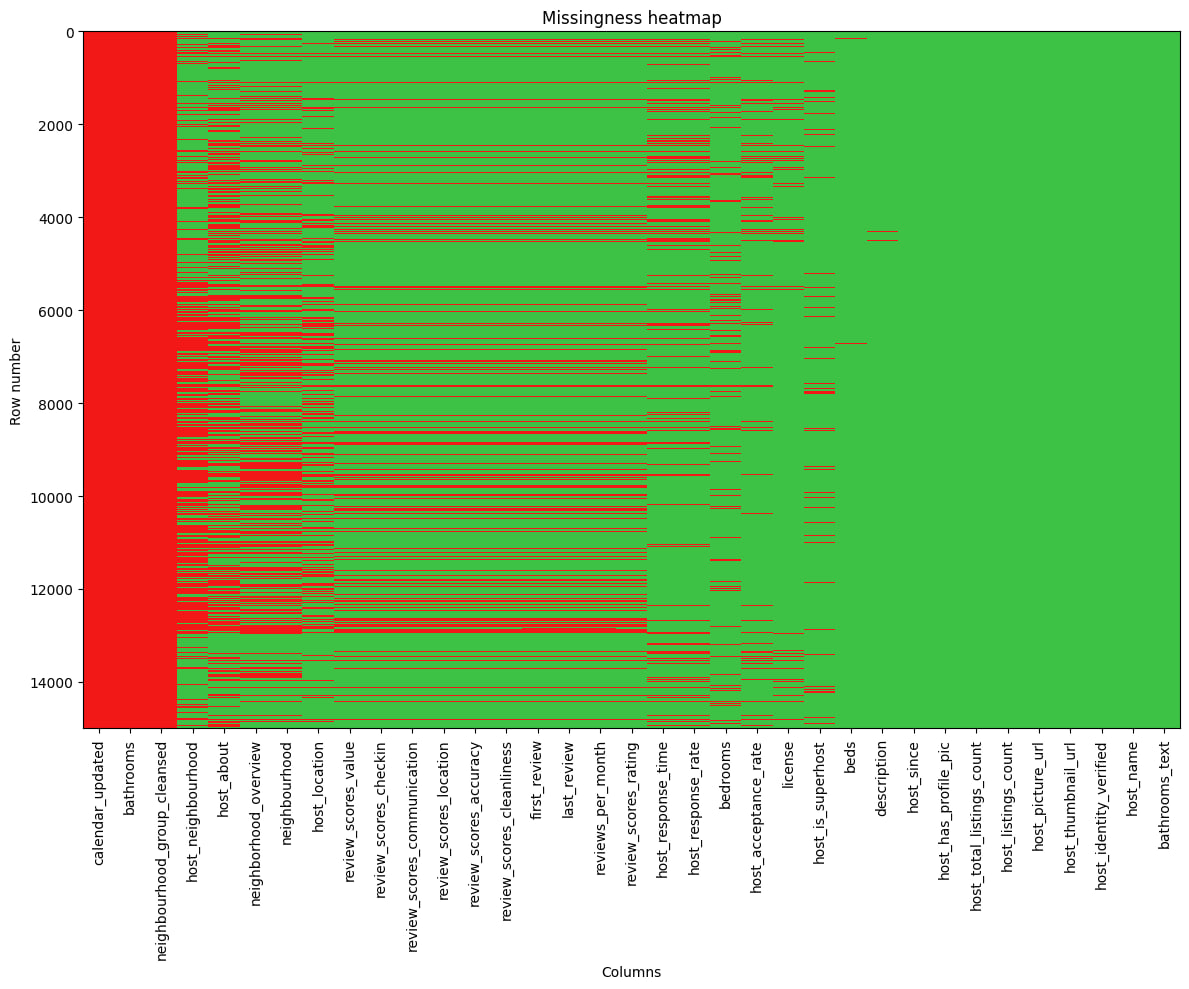 Missingness heatmap
0
2000
4000
6000
8000
10000
12000
14000
Row number
calendar_updated
bathrooms
neighbourhood_group_cleansed
host_neighbourhood
host_about
neighborhood_overview
neighbourhood
host_location
review_scores_value
review_scores_checkin
review_scores_communication
review_scores_location
review_scores_accuracy
review_scores_cleanliness
first_review
last_review
reviews_per_month
review_scores_rating
host_response_time
host_response_rate
bedrooms
host_acceptance_rate
license
host_is_superhost
beds
description
host_since
host_has_profile_pic
host_total_listings_count
host_listings_count
host_picture_url
host_thumbnail_url
host_identity_verified
host_name
bathrooms_text
Columns